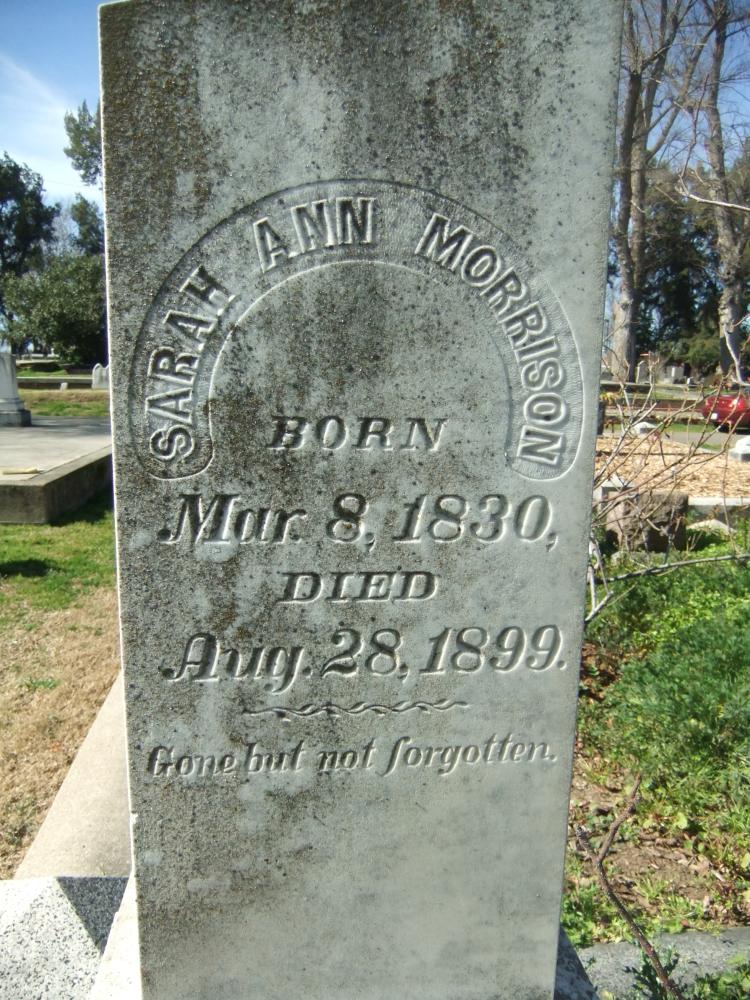 SARAH ANN MORRISON
BORN
Mar. 8, 1830,
DIED
Aug. 28, 1899.
Gone but not forgotten.